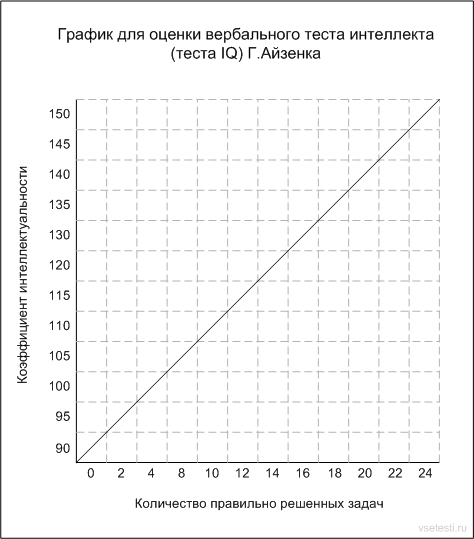 График для оценки вербального теста интеллекта
(теста IQ) Г.Айзенка
Коэффициент интеллектуальности
150
145
140
135
130
120
115
110
105
100
95
90
0 2 4 8 10 12 14 16 18 20 22 24
Количество правильно решенных задач
vsetesti.ru